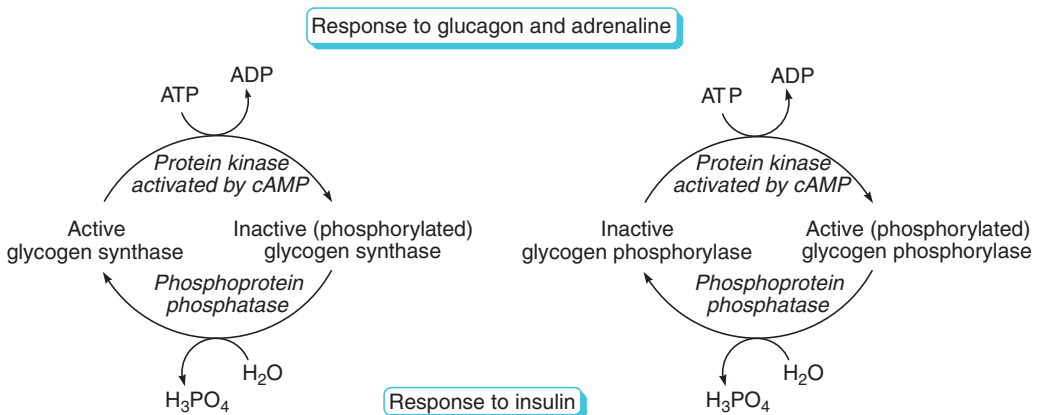 Response to glucagon and adrenaline
ATP
ADP
Protein kinase
activated by cAMP
Active
glycogen synthase
Inactive (phosphorylated)
glycogen synthase
Phosphoprotein
phosphatase
H₂O
H₃PO₄
ATP
ADP
Protein kinase
activated by cAMP
Inactive
glycogen phosphorylase
Active (phosphorylated)
glycogen phosphorylase
Phosphoprotein
phosphatase
H₂O
H₃PO₄
Response to insulin